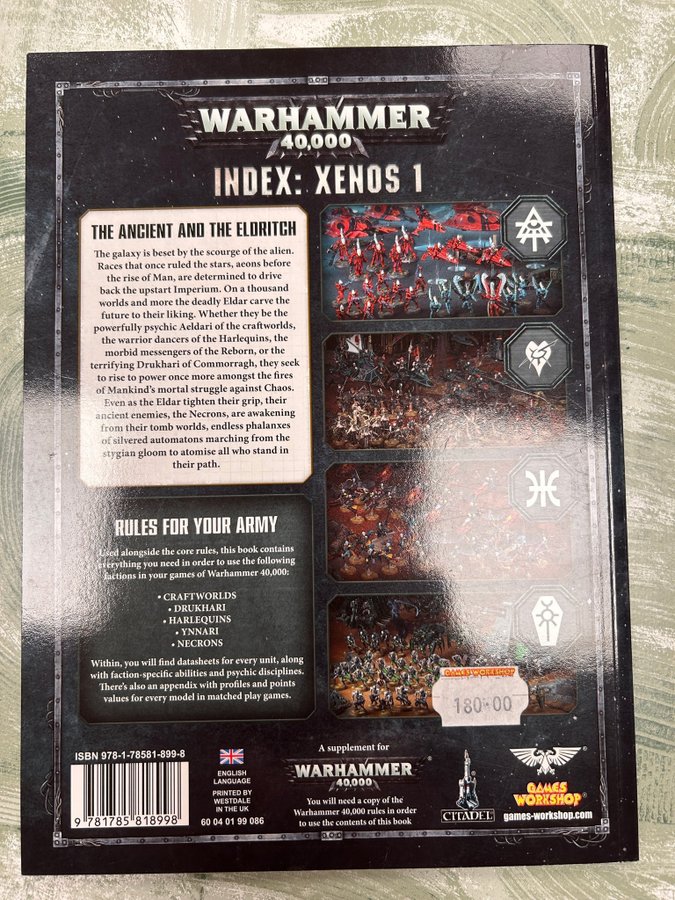 WARHAMMER
40,000
INDEX: XENOS 1
THE ANCIENT AND THE ELDRITCH
The galaxy is beset by the scourge of the alien.
Races that once ruled the stars, aeons before
the rise of Man, are determined to drive
back the upstart Imperium. On a thousand
worlds and more the deadly Eldar carve the
future to their liking. Whether they be the
powerfully psychic Aeldari of the craftworlds,
the warrior dancers of the Harlequins, the
morbid messengers of the Reborn, or the
terrifying Drukhari of Commorragh, they seek
to rise to power once more amongst the fires
of Mankind's mortal struggle against Chaos.
Even as the Eldar tighten their grip, their
ancient enemies, the Necrons, are awakening
from their tomb worlds, endless phalanxes
of silvered automatons marching from the
stygian gloom to atomise all who stand in
their path.
RULES FOR YOUR ARMY
Used alongside the core rules, this book contains
everything you need in order to use the following
factions in your games of Warhammer 40,000:
• CRAFTWORLDS
• DRUKHARI
• HARLEQUINS
• YNNARI
• NECRONS
Within, you will find datasheets for every unit, along
with faction-specific abilities and psychic disciplines.
There's also an appendix with profiles and points
values for every model in matched play games.
GAMES WORKSHOP
180·00
ISBN 978-1-78581-899-8
9 781785 818998
ENGLISH
LANGUAGE
PRINTED BY
WESTDALE
IN THE UK
60 04 01 99 086
A supplement for
WARHAMMER
40,000
You will need a copy of the
Warhammer 40,000 rules in order
to use the contents of this book
CITADEL
GAMES
WORKSHOP
games-workshop.com